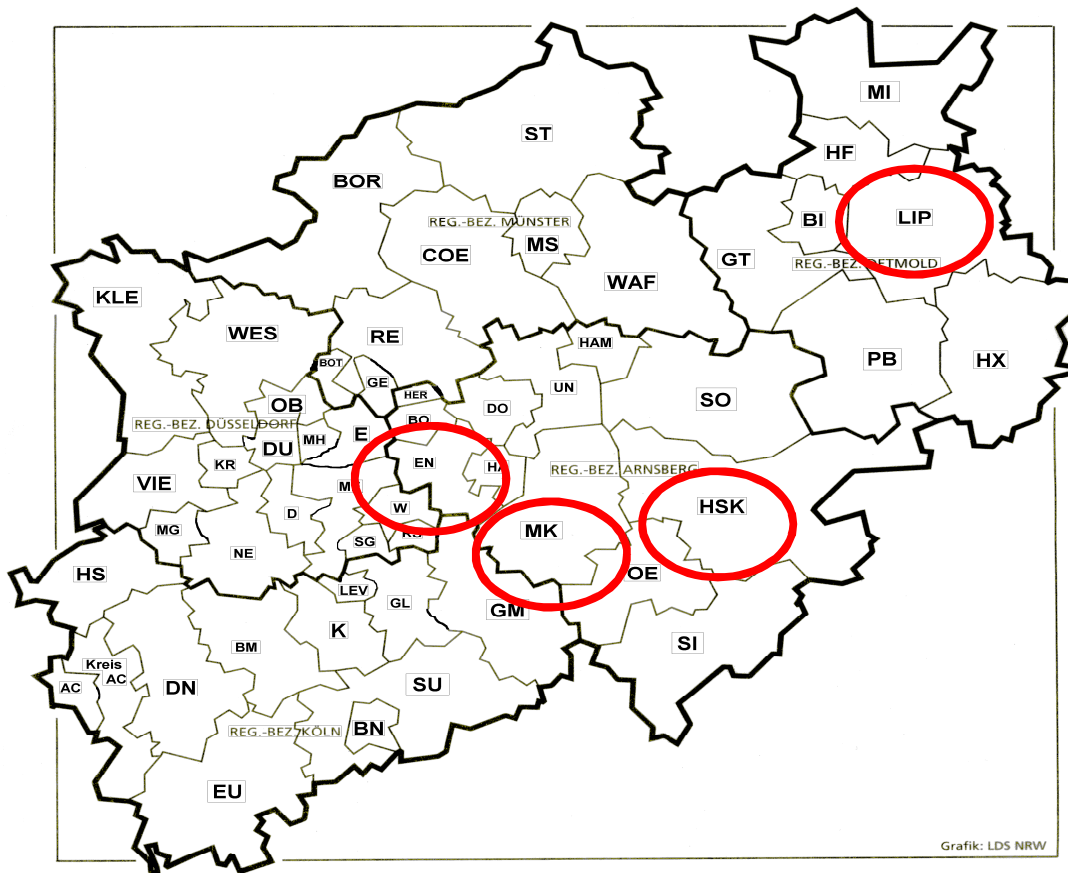 MI
ST
HF
BOR
LIP
BI
REG.-BEZ. MÜNSTER
MS
COE
GT
REG.-BEZ. DETMOLD
WAF
KLE
WES
RE
HAM
PB
HX
BOT
GE
UN
HER
SO
OB
DO
BO
REG.-BEZ. DÜSSELDORF
E
MH
DU
EN
HA
REG.-BEZ. ARNSBERG
KR
VIE
ME
HSK
W
D
MG
MK
NE
SG
RS
HS
OE
LEV
GL
GM
K
BM
SI
Kreis
AC
AC
DN
SU
BN
REG.-BEZ. KÖLN
EU
Grafik: LDS NRW